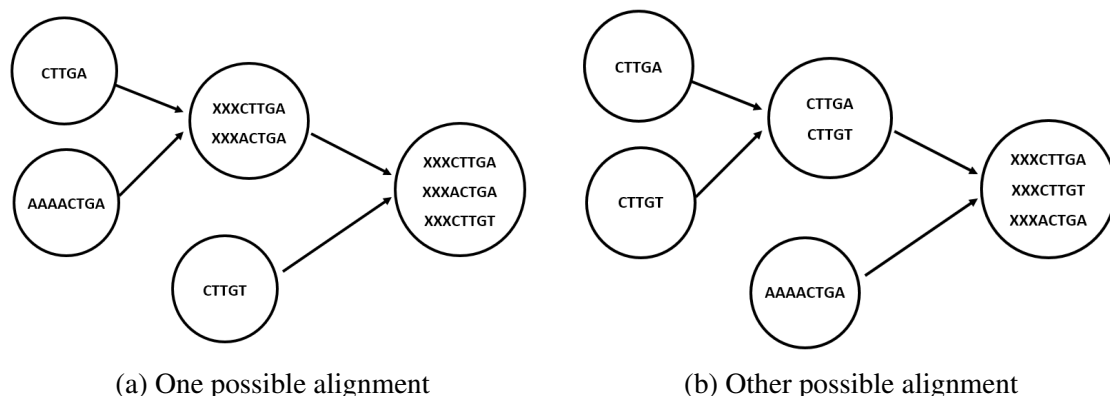 CTTGA
XXXCTTGA
XXXACTGA
AAAACTGA
XXXCTTGA
XXXACTGA
XXXCTTGT
CTTGT
(a) One possible alignment
CTTGA
CTTGA
CTTGT
CTTGT
XXXCTTGA
XXXCTTGT
XXXACTGA
AAAACTGA
(b) Other possible alignment